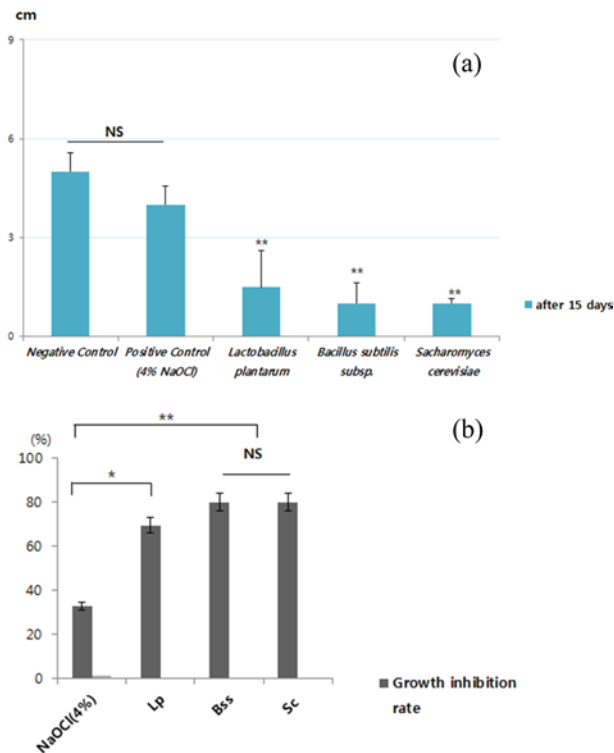 cm
(a)
9
6
3
0
NS
**
**
**
after 15 days
Negative Control
Positive Control
(4% NaOCl)
Lactobacillus
plantarum
Bacillus subtilis
subsp.
Sacharomyces
cerevisiae
(b)
(%)
**
*
NS
100
80
60
40
20
0
NaOCl(4%)
Lp
Bss
Sc
Growth inhibition
rate